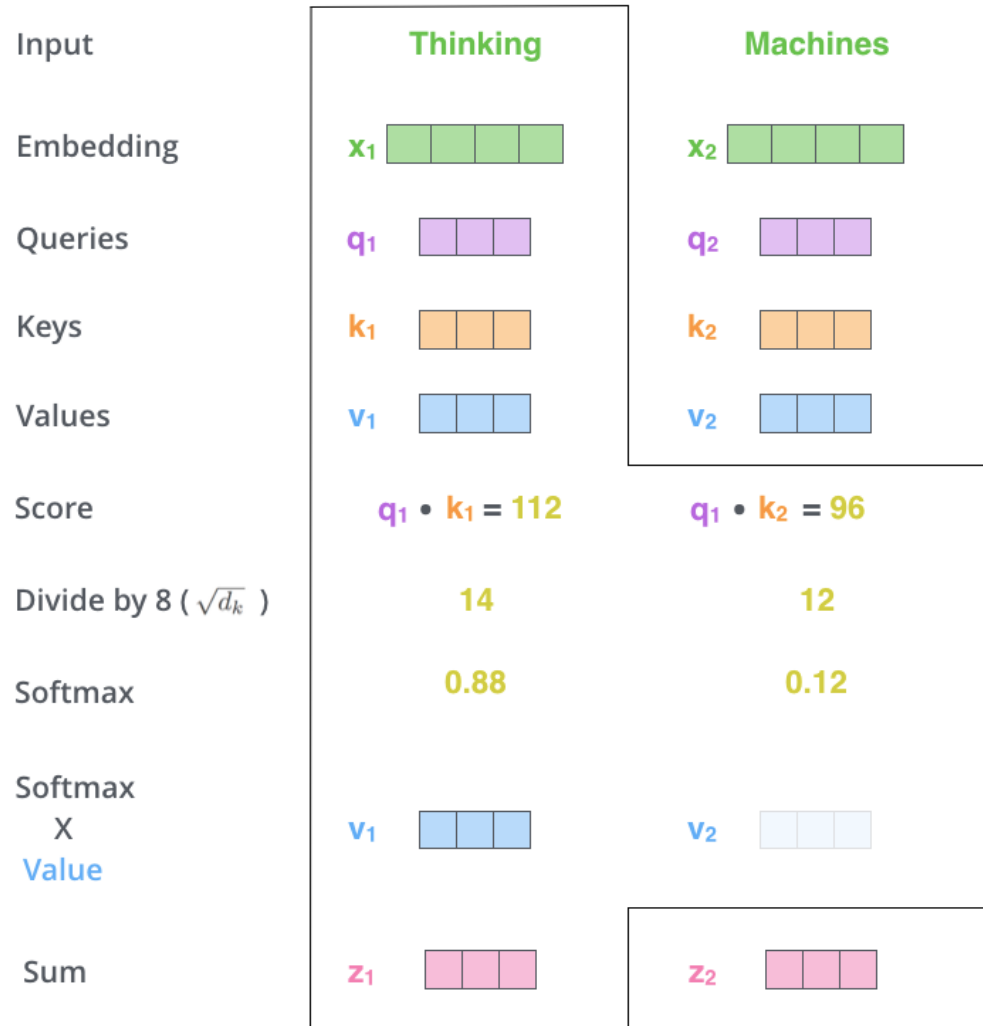 Input Thinking Machines
Embedding x₁ x₂
Queries q₁ q₂
Keys k₁ k₂
Values v₁ v₂
Score q₁ • k₁ = 112 q₁ • k₂ = 96
Divide by 8 ( √dₖ ) 14 12
Softmax 0.88 0.12
Softmax
X
Value v₁ v₂
Sum z₁ z₂